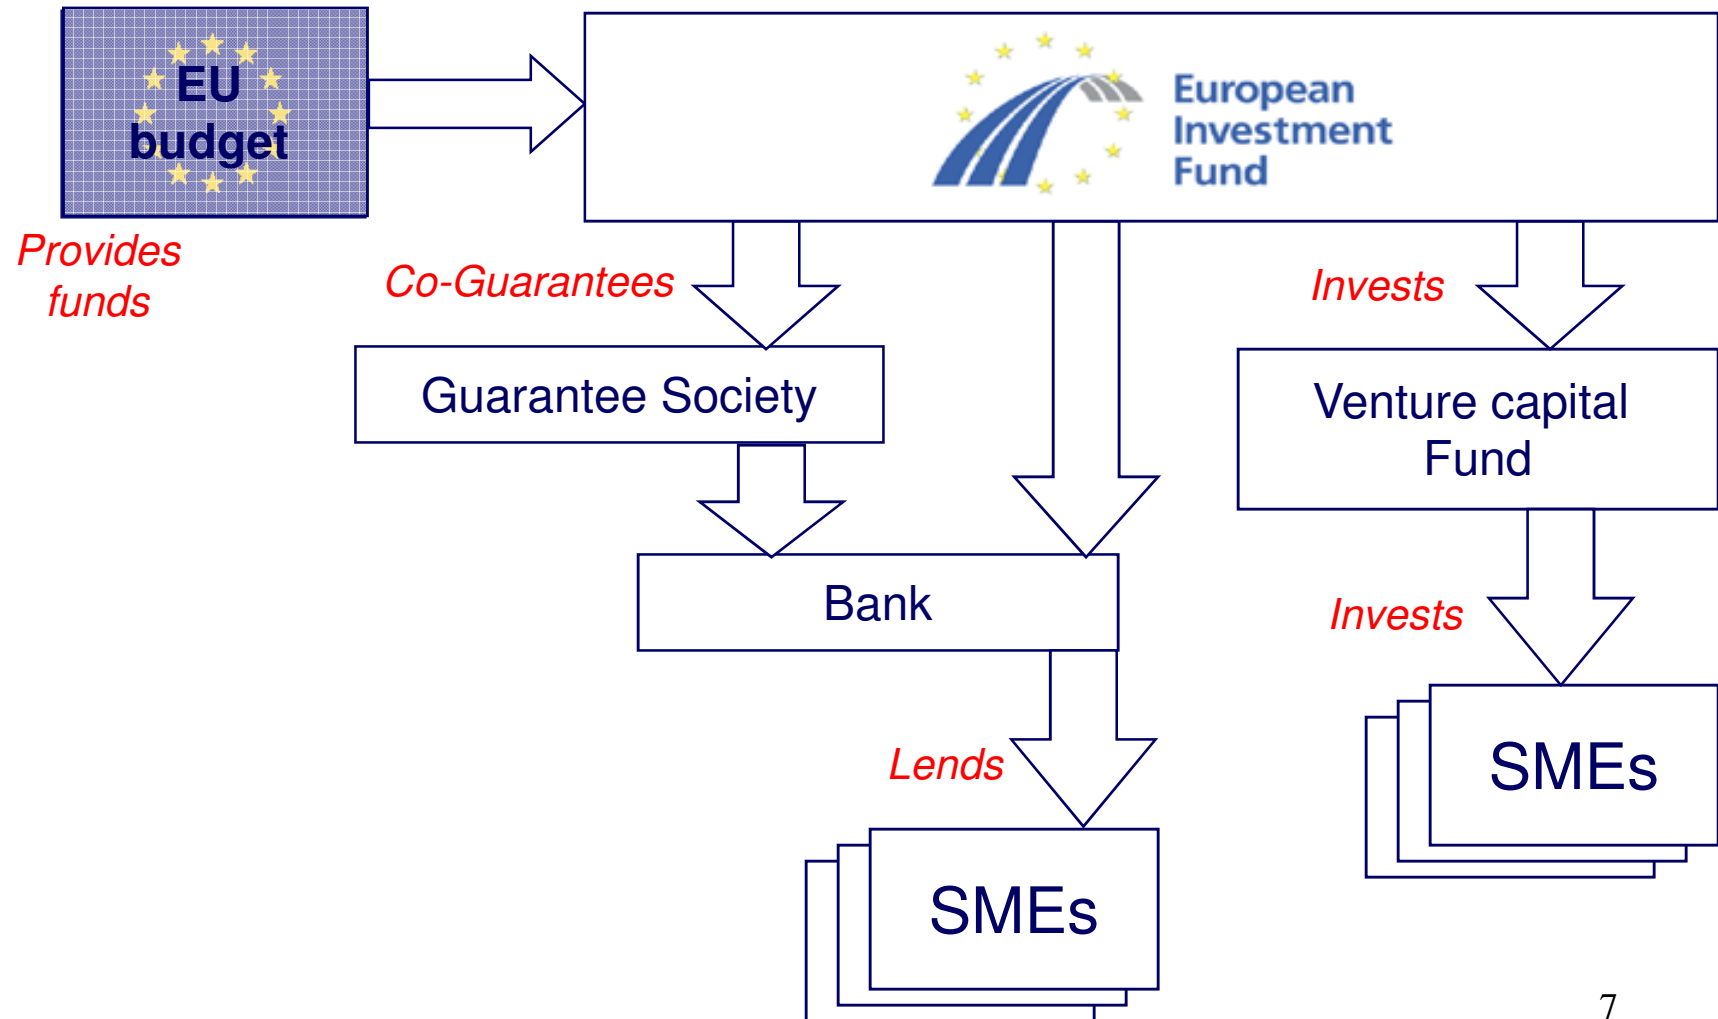 EU
budget
European
Investment
Fund
Provides
funds
Co-Guarantees
Invests
Guarantee Society
Venture capital
Fund
Bank
Invests
Lends
SMEs
SMEs
7